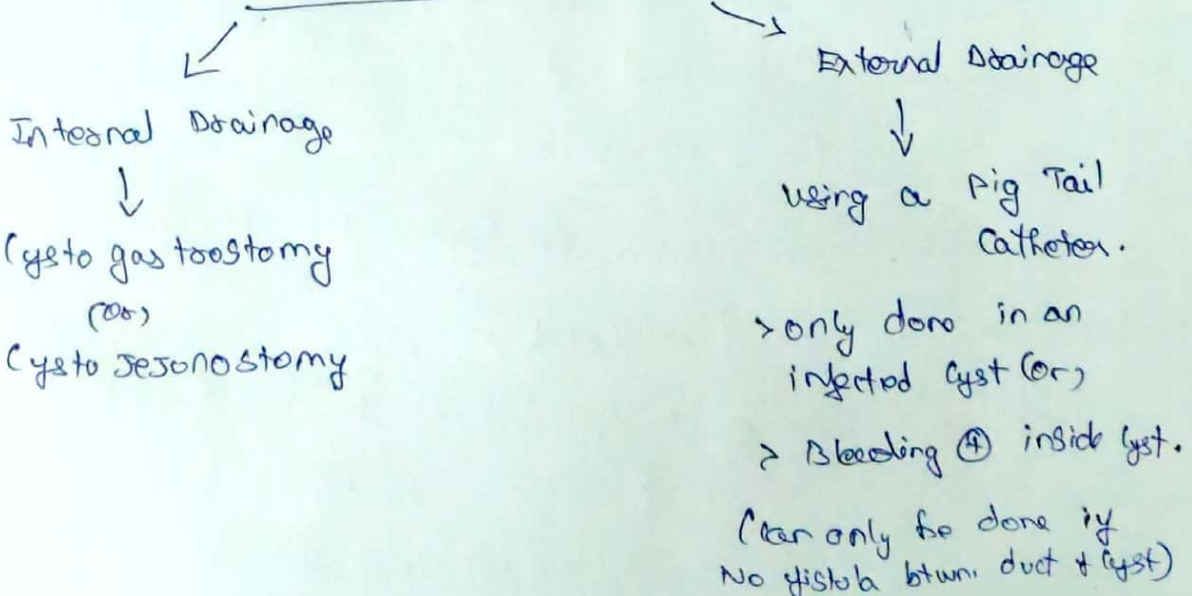 Internal Drainage
Cysto gastrostomy
(Or)
Cysto Jejonostomy
External Drainage
Using a Pig Tail
Catheter.
> only done in an
infected Cyst (or)
> Bleeding ⊕ inside Cyst.
(Can only be done if
No fistula btwn. duct & Cyst)